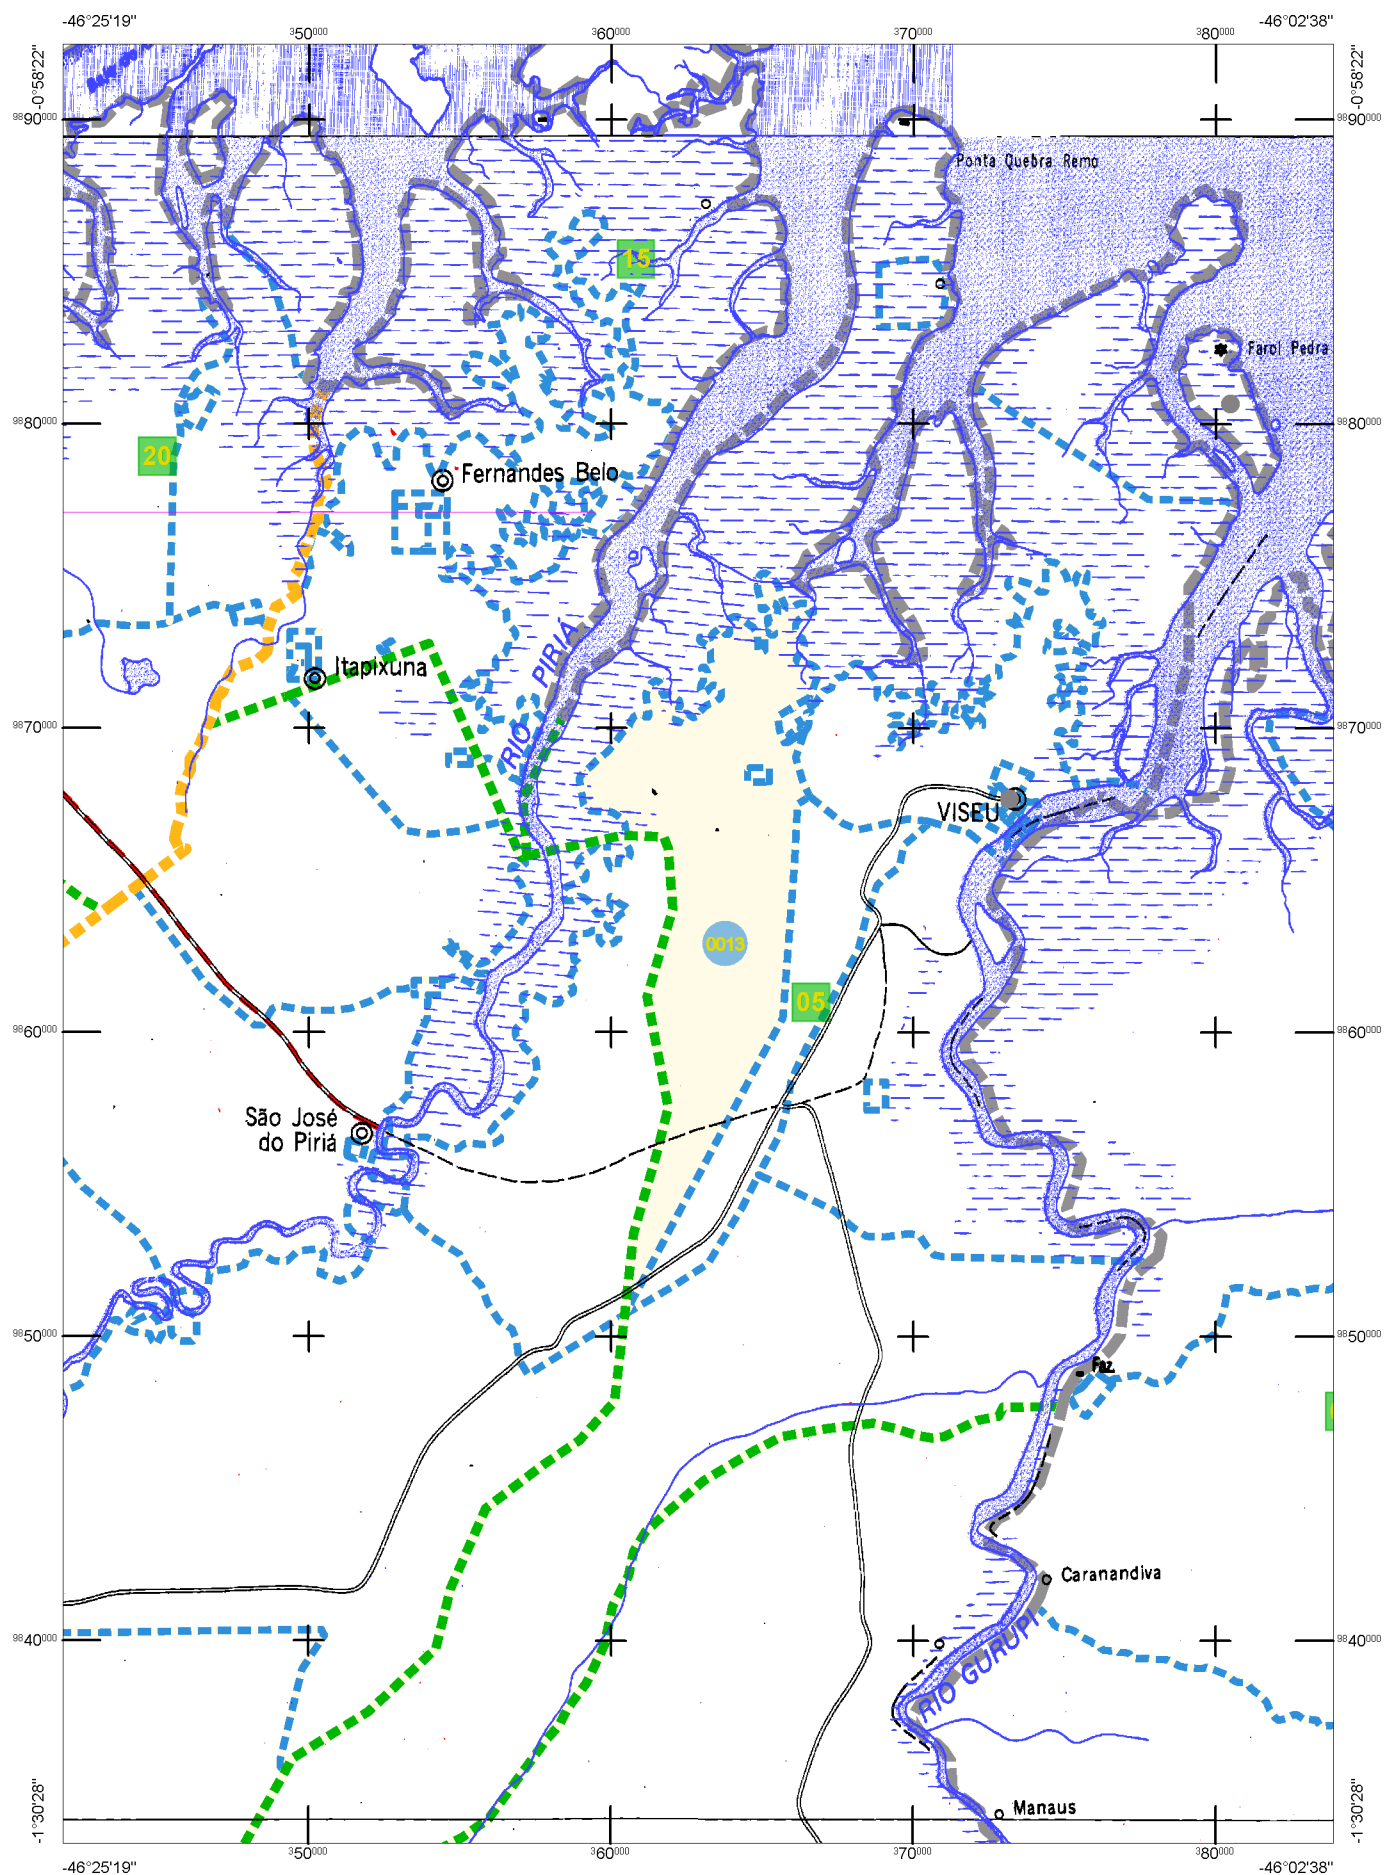 -46°25'19"
-46°02'38"
350000
360000
370000
380000
-0°58'22"
-0°58'22"
9890000
9890000
Ponta Quebra Remo
15
Farol Pedra
9880000
9880000
20
Fernandes Belo
RIO PIRIÁ
Itapixuna
9870000
9870000
VISEU
0013
05
9860000
9860000
São José
do Piriá
9850000
9850000
Faz.
Caranandiva
9840000
9840000
RIO GURUPI
Manaus
-1°30'28"
-1°30'28"
350000
360000
370000
380000
-46°25'19"
-46°02'38"